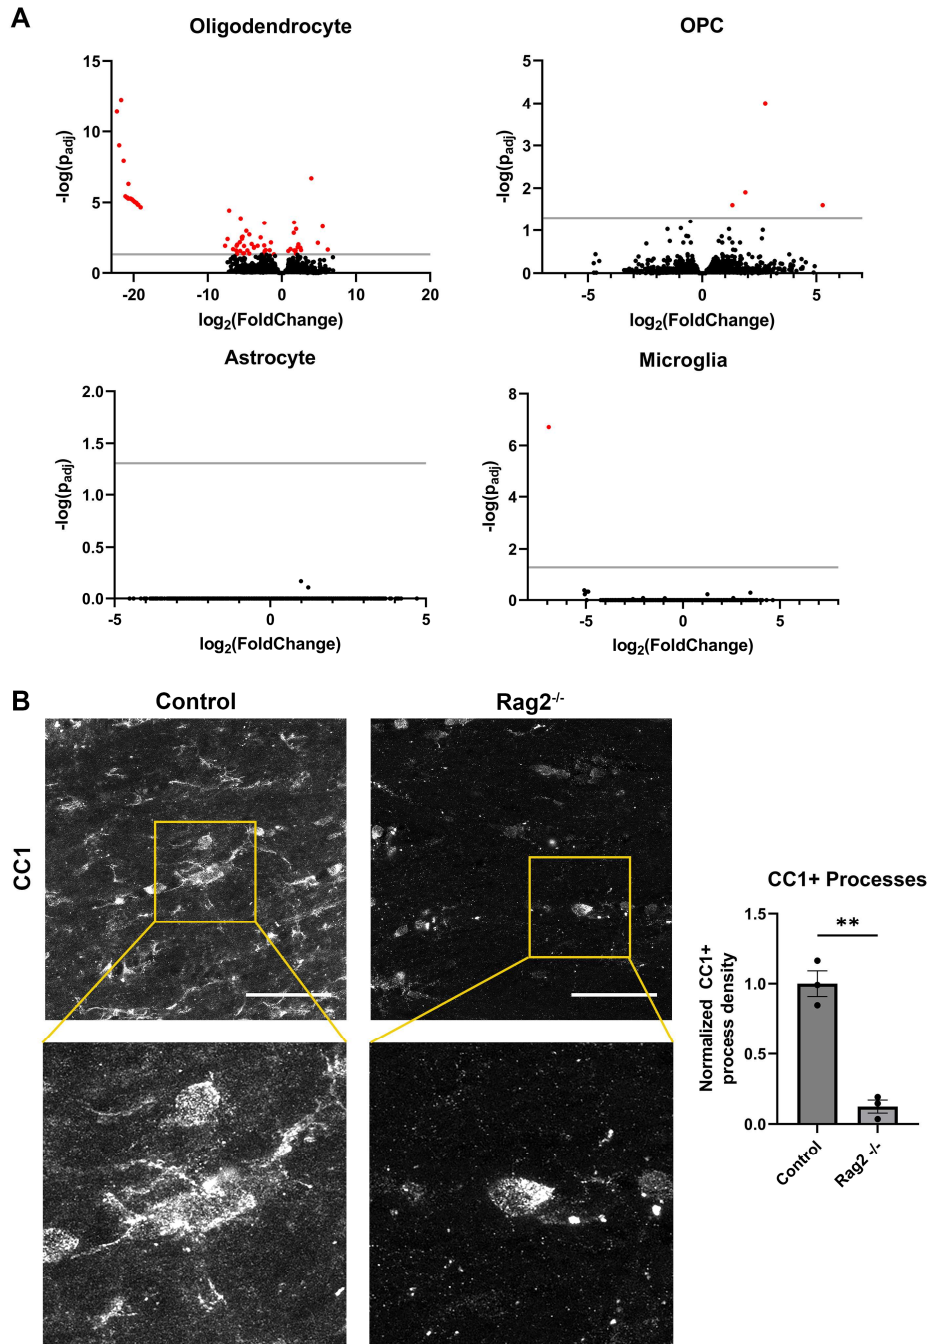 A
Oligodendrocyte
15
10
5
0
-20
-10
0
10
20
-log(padj)
log2(FoldChange)
OPC
5
4
3
2
1
0
-5
0
5
-log(padj)
log2(FoldChange)
Astrocyte
2.0
1.5
1.0
0.5
0.0
-5
0
5
-log(padj)
log2(FoldChange)
Microglia
8
6
4
2
0
-5
0
5
-log(padj)
log2(FoldChange)
B
Control
Rag2-/-
CC1
CC1+ Processes
1.5
1.0
0.5
0.0
Normalized CC1+
process density
**
Control
Rag2 -/-